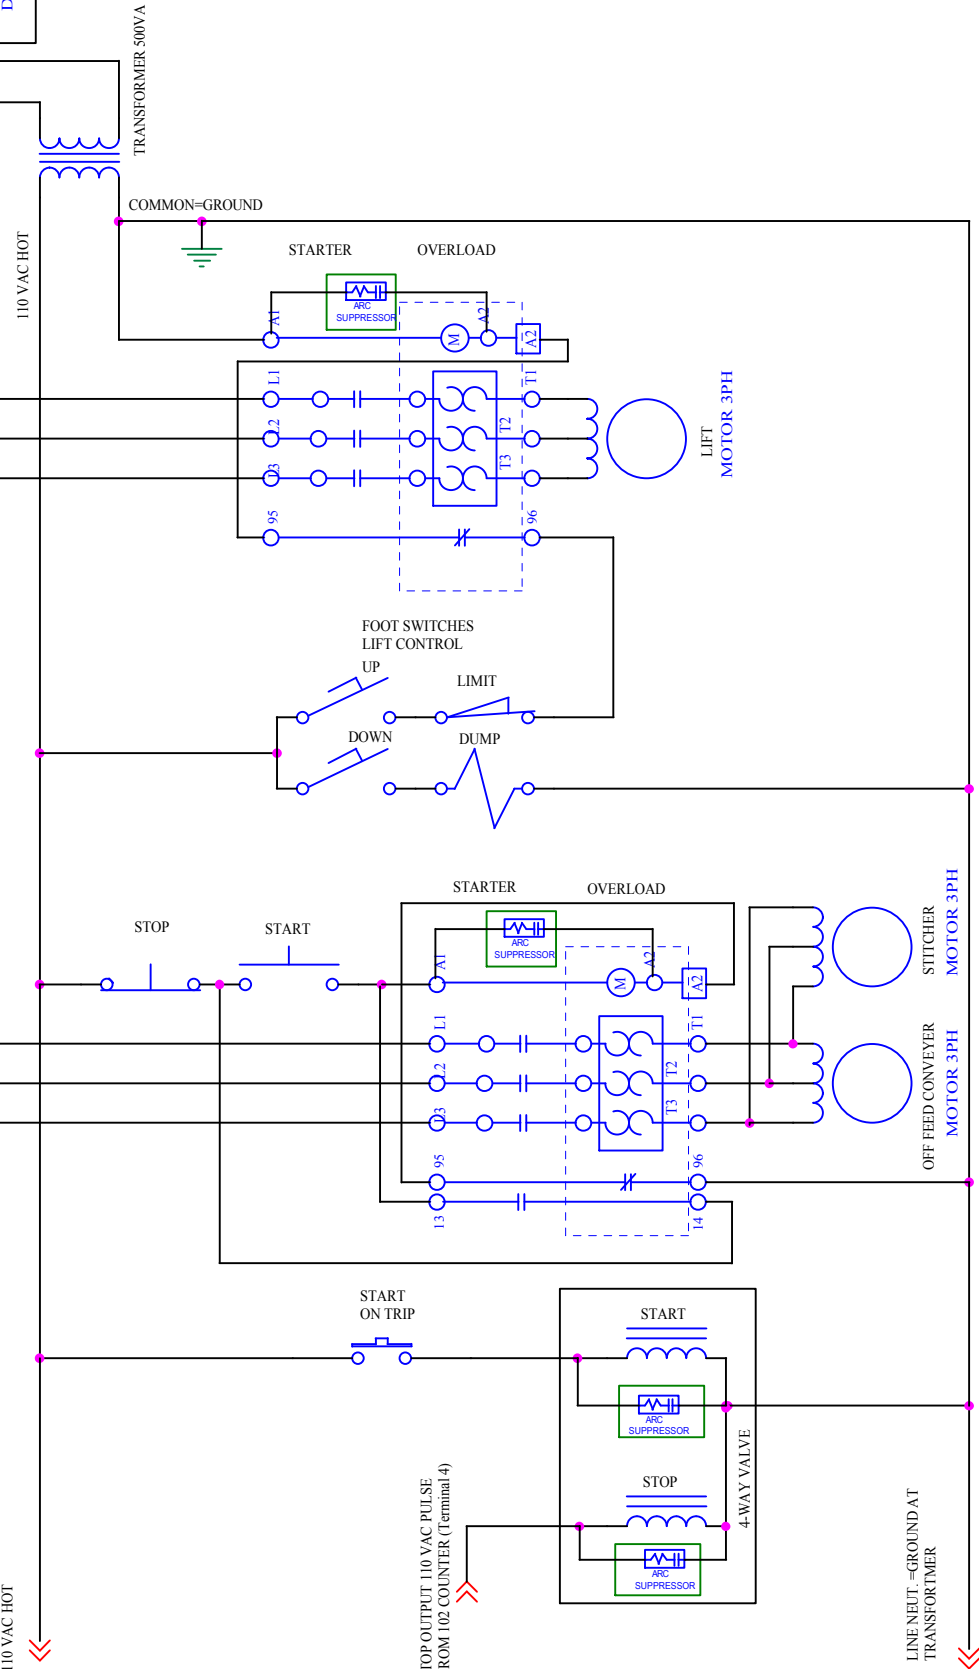 D
TRANSFORMER 500VA
COMMON=GROUND
110 VAC HOT
STARTER
OVERLOAD
ARC
SUPPRESSOR
A1
M
A2
A2
L1
L2
L3
T1
T2
T3
LIFT
MOTOR 3PH
95
96
FOOT SWITCHES
LIFT CONTROL
UP
LIMIT
DOWN
DUMP
STARTER
OVERLOAD
STOP
START
ARC
SUPPRESSOR
A1
M
A2
A2
STITCHER
MOTOR 3PH
L1
L2
L3
T1
T2
T3
OFF FEED CONVEYER
MOTOR 3PH
95
96
13
14
START
ON TRIP
START
ARC
SUPPRESSOR
STOP
ARC
SUPPRESSOR
4-WAY VALVE
TOP OUTPUT 110 VAC PULSE
ROM 102 COUNTER (Terminal 4)
110 VAC HOT
LINE NEUT. =GROUND AT
TRANSFORTMER